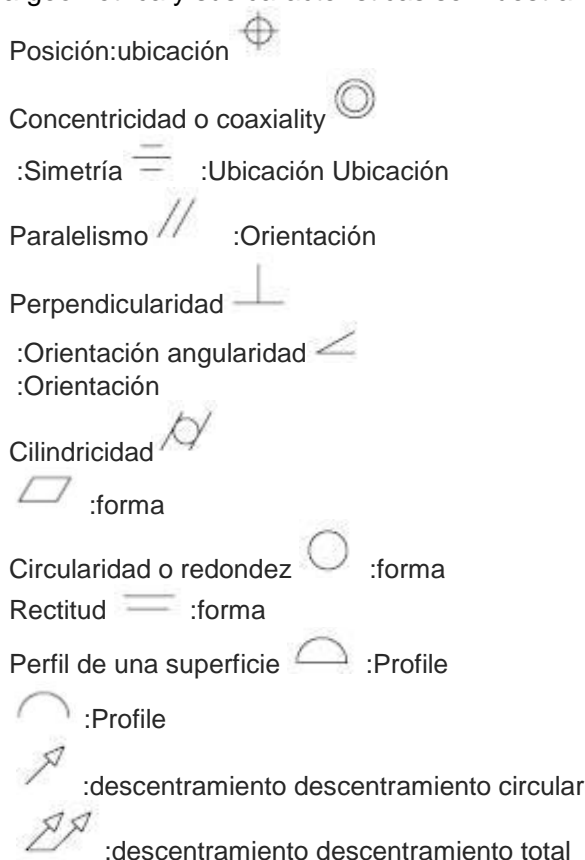 Posición:ubicación
Concentricidad o coaxiality
:Simetría :Ubicación Ubicación
Paralelismo :Orientación
Perpendicularidad
:Orientación angularidad
:Orientación
Cilindricidad
:forma
Circularidad o redondez :forma
Rectitud :forma
Perfil de una superficie :Profile
:Profile
:descentramiento descentramiento circular
:descentramiento descentramiento total